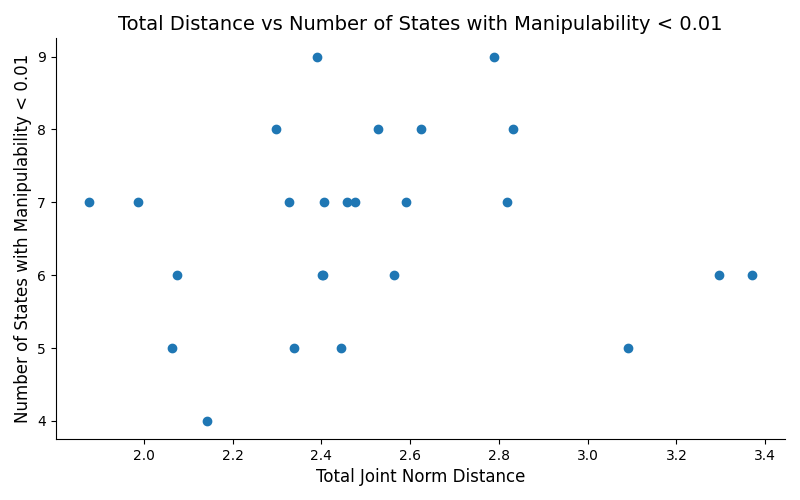 Total Distance vs Number of States with Manipulability < 0.01
Number of States with Manipulability < 0.01
9
8
7
6
5
4
2.0 2.2 2.4 2.6 2.8 3.0 3.2 3.4
Total Joint Norm Distance